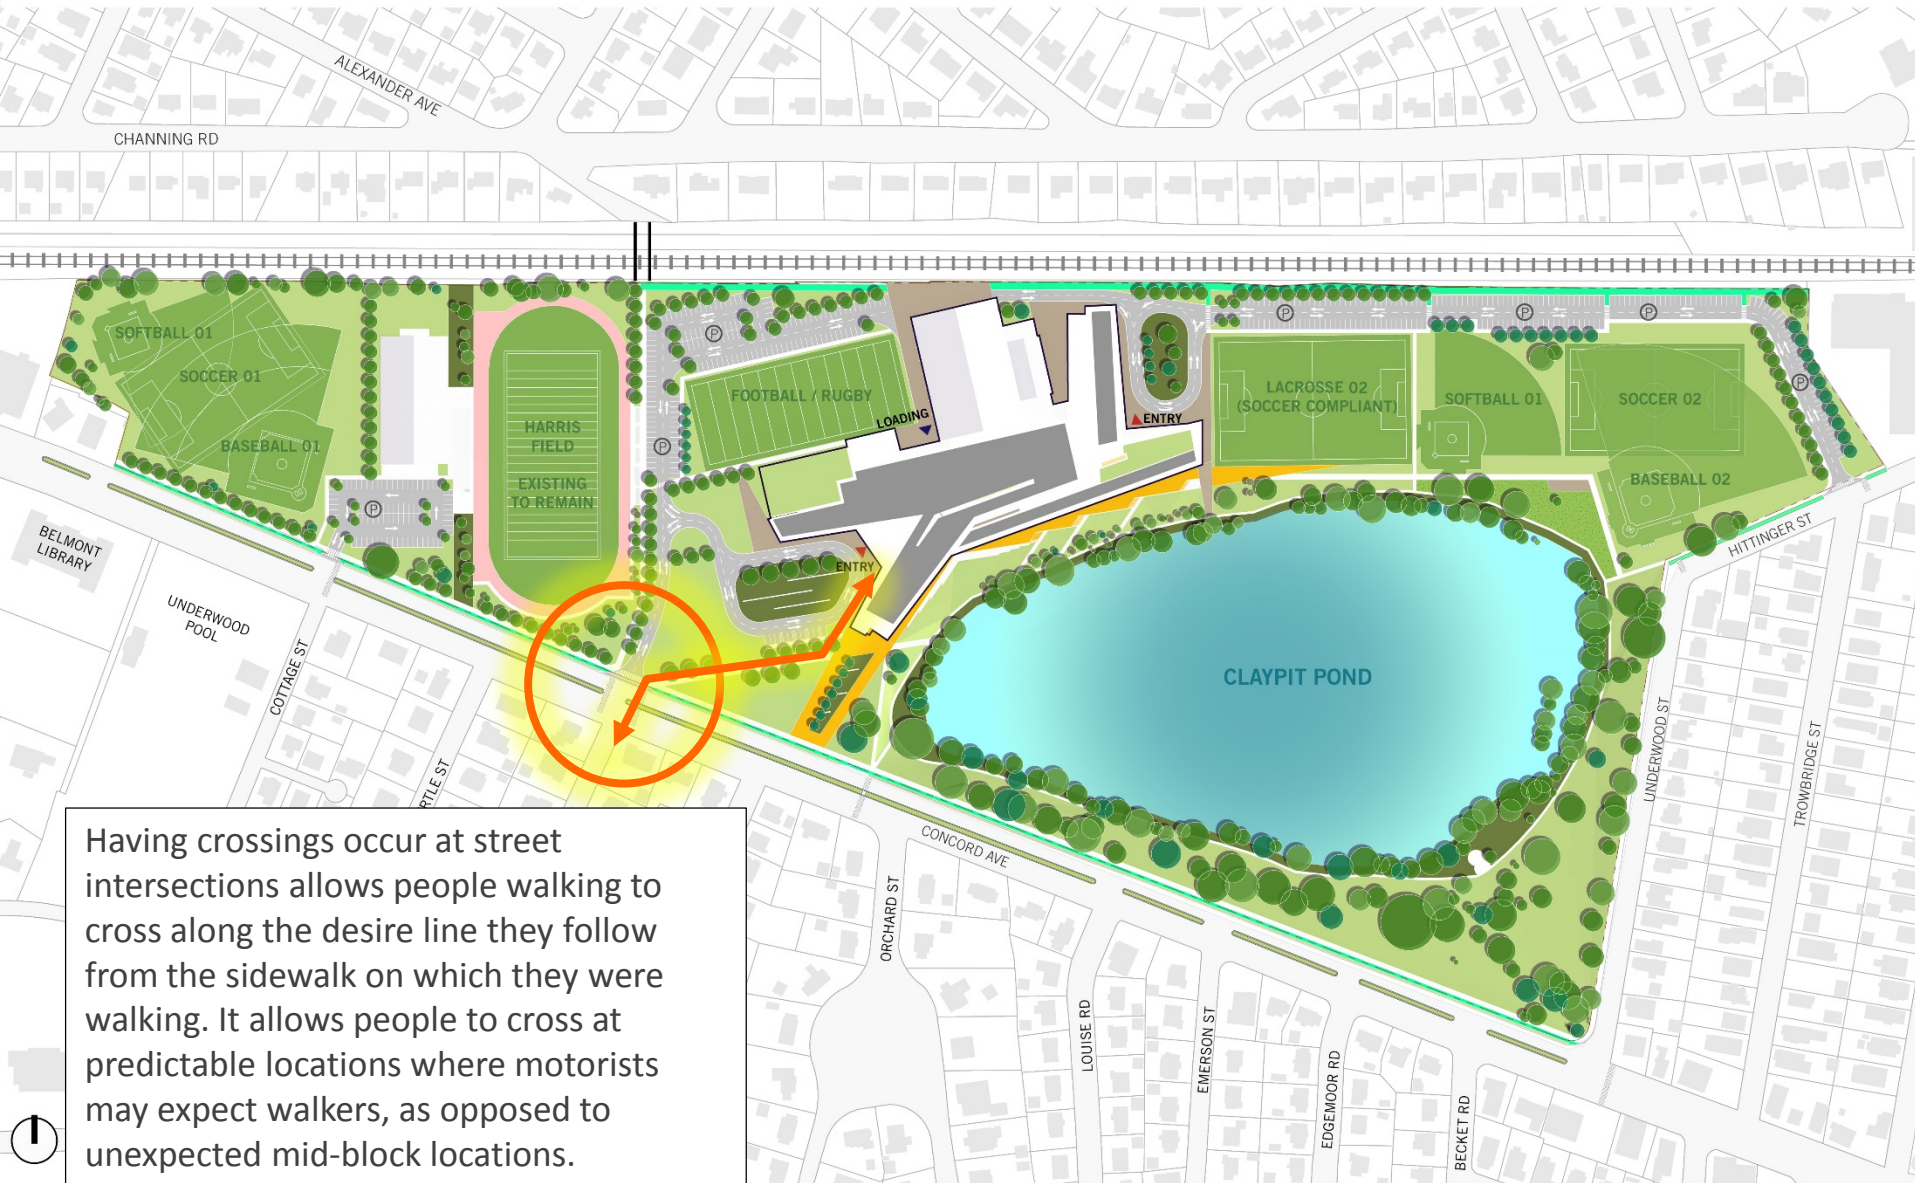 ALEXANDER AVE
CHANNING RD
SOFTBALL 01
SOCCER 01
BASEBALL 01
P
HARRIS
FIELD
EXISTING
TO REMAIN
P
P
FOOTBALL / RUGBY
LOADING
ENTRY
ENTRY
P
P
P
P
LACROSSE 02
(SOCCER COMPLIANT)
SOFTBALL 01
SOCCER 02
BASEBALL 02
HITTINGER ST
BELMONT
LIBRARY
UNDERWOOD
POOL
COTTAGE ST
RTLE ST
CLAYPIT POND
UNDERWOOD ST
TROWBRIDGE ST
CONCORD AVE
ORCHARD ST
LOUISE RD
EMERSON ST
EDGEMOOR RD
BECKET RD
Having crossings occur at street
intersections allows people walking to
cross along the desire line they follow
from the sidewalk on which they were
walking. It allows people to cross at
predictable locations where motorists
may expect walkers, as opposed to
unexpected mid-block locations.